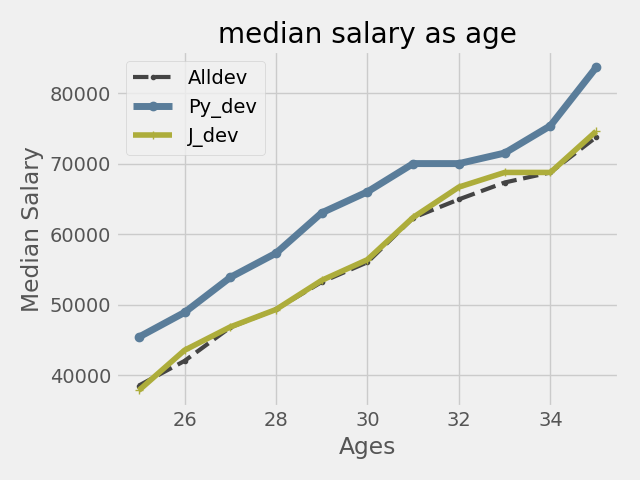 median salary as age
Alldev
Py_dev
J_dev
Median Salary
80000
70000
60000
50000
40000
26 28 30 32 34
Ages